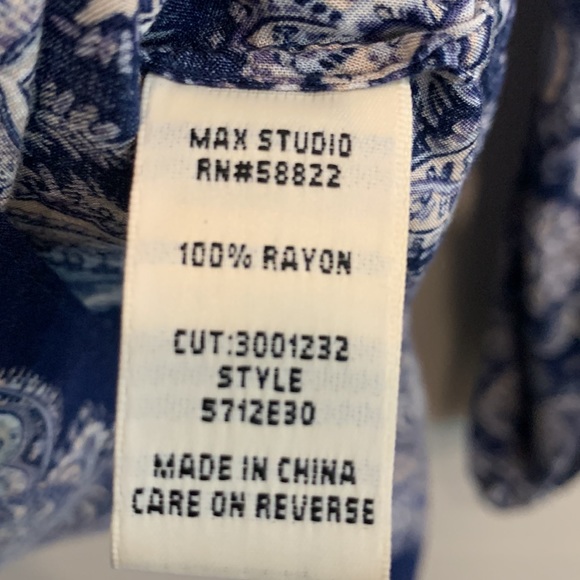 MAX STUDIO
RN#58822
100% RAYON
CUT:3001232
STYLE
5712E30
MADE IN CHINA
CARE ON REVERSE